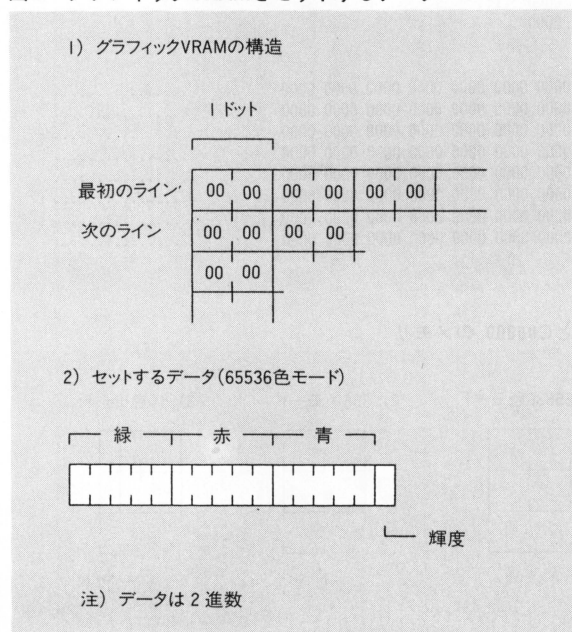 1) グラフィックVRAMの構造
1ドット
最初のライン 00 00 00 00 00 00
次のライン 00 00 00 00
00 00
2) セットするデータ(65536色モード)
緑 赤 青
輝度
注) データは2進数